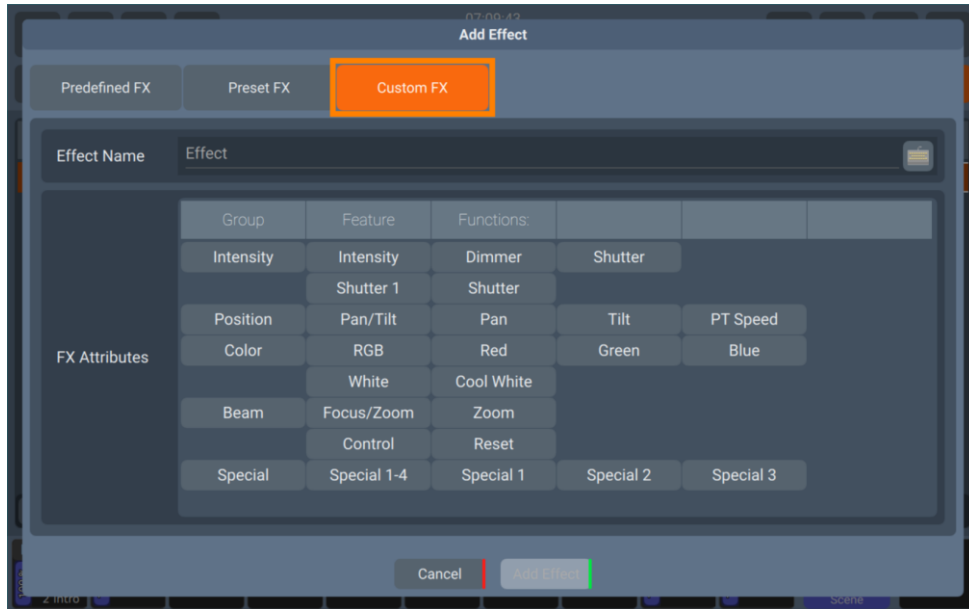 07:09:43
Add Effect
Predefined FX Preset FX Custom FX
Effect Name Effect
Group Feature Functions:
Intensity Intensity Dimmer Shutter
Shutter 1 Shutter
Position Pan/Tilt Pan Tilt PT Speed
FX Attributes Color RGB Red Green Blue
White Cool White
Beam Focus/Zoom Zoom
Control Reset
Special Special 1-4 Special 1 Special 2 Special 3
Cancel Add Effect
2 Intro Scene